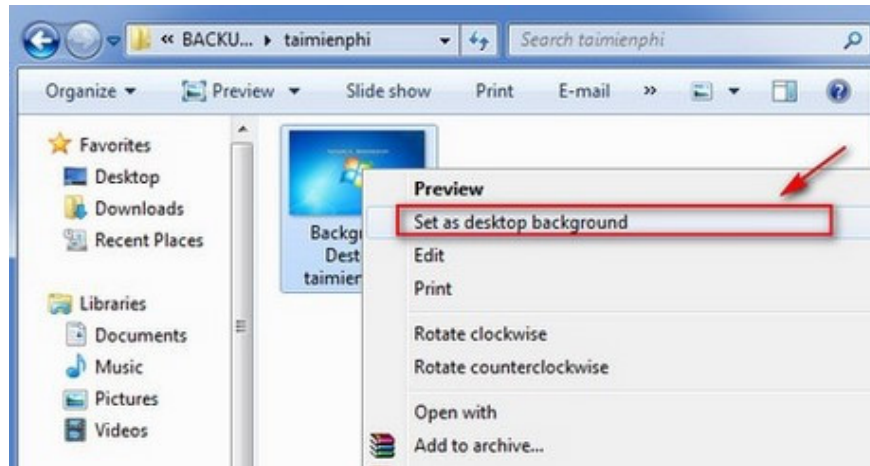 « BACKU... ▸ taimienphi
Search taimienphi
Organize Preview Slide show Print E-mail »
Favorites
Desktop
Downloads
Recent Places
Libraries
Documents
Music
Pictures
Videos
Backgr
Dest
taimier
Preview
Set as desktop background
Edit
Print
Rotate clockwise
Rotate counterclockwise
Open with
Add to archive...